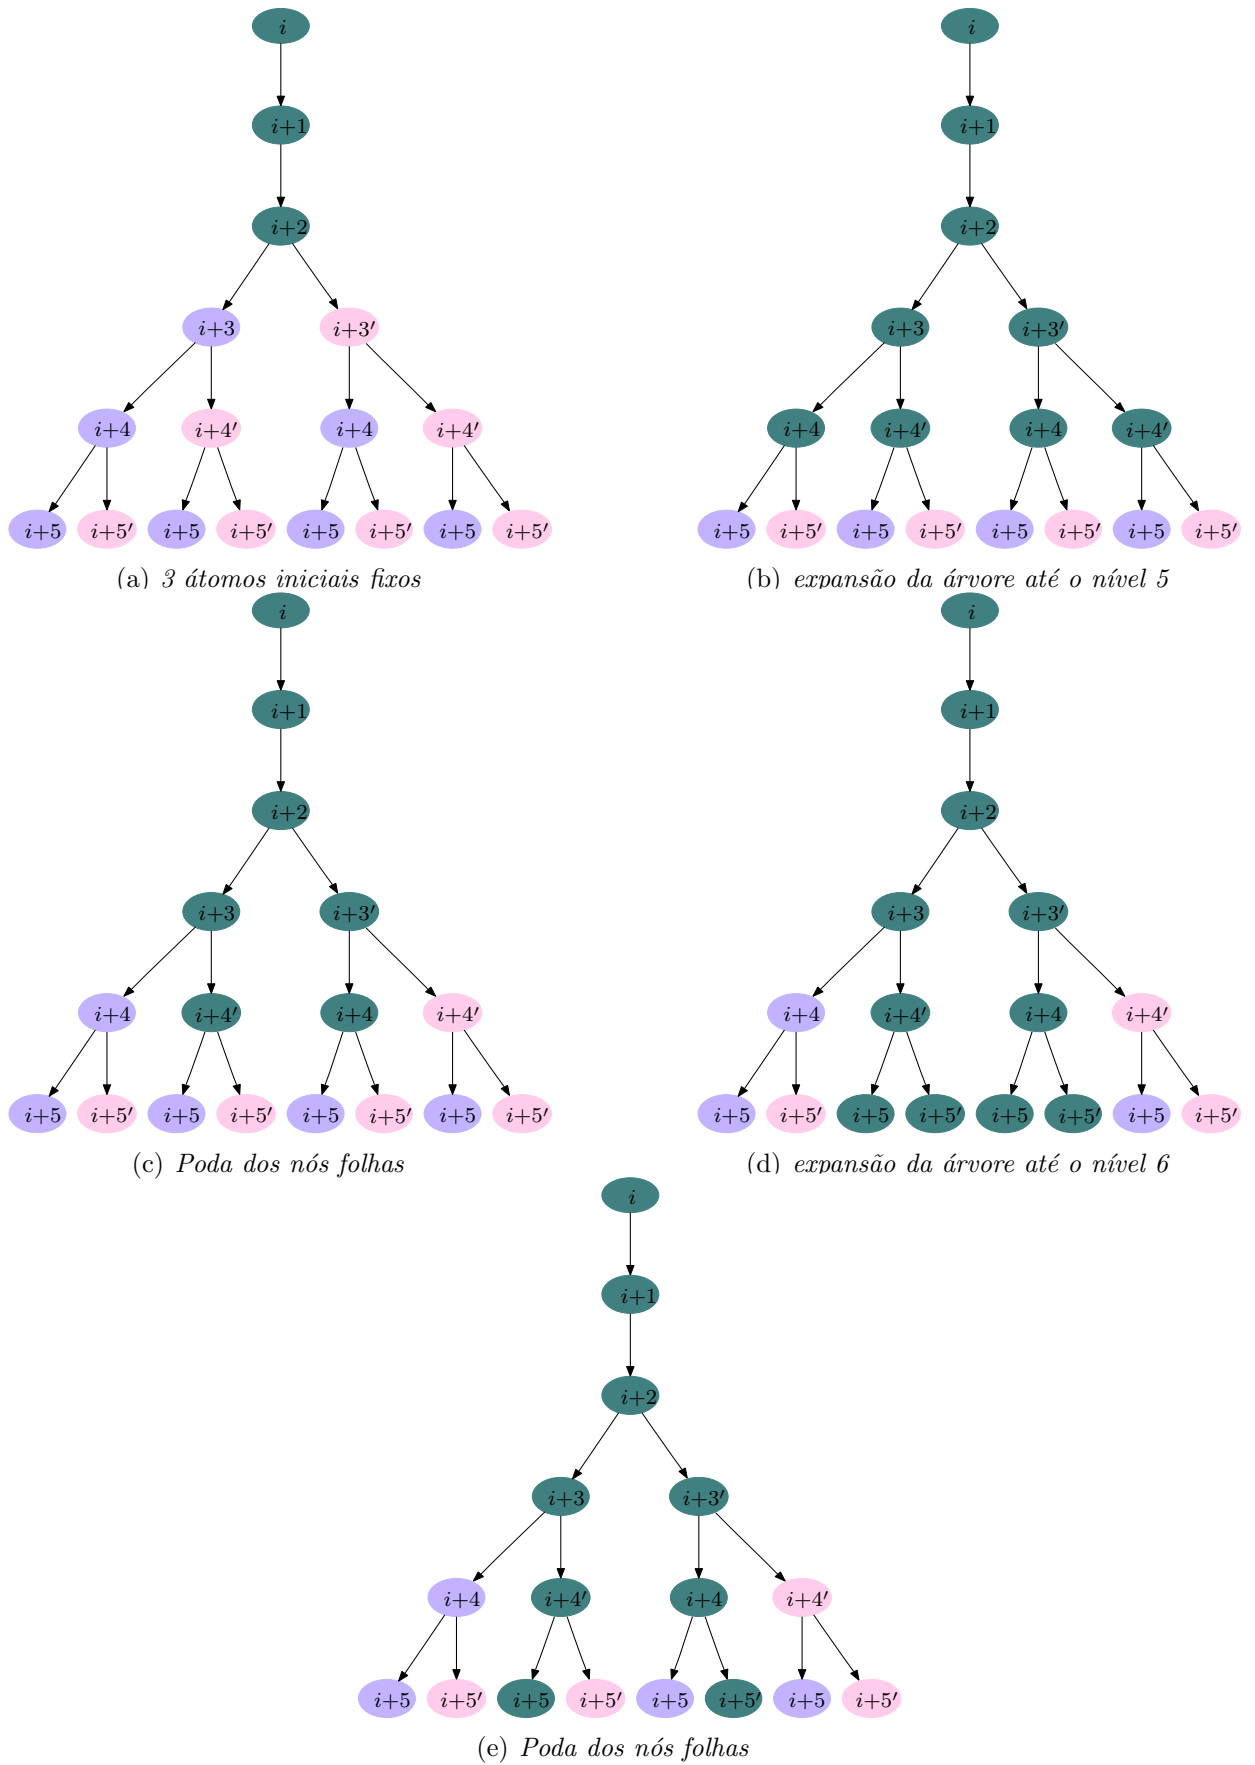 i
i+1
i+2
i+3 i+3′
i+4 i+4′ i+4 i+4′
i+5 i+5′ i+5 i+5′ i+5 i+5′ i+5 i+5′
(a) 3 átomos iniciais fixos
i
i+1
i+2
i+3 i+3′
i+4 i+4′ i+4 i+4′
i+5 i+5′ i+5 i+5′ i+5 i+5′ i+5 i+5′
(b) expansão da árvore até o nível 5
i
i+1
i+2
i+3 i+3′
i+4 i+4′ i+4 i+4′
i+5 i+5′ i+5 i+5′ i+5 i+5′ i+5 i+5′
(c) Poda dos nós folhas
i
i+1
i+2
i+3 i+3′
i+4 i+4′ i+4 i+4′
i+5 i+5′ i+5 i+5′ i+5 i+5′ i+5 i+5′
(d) expansão da árvore até o nível 6
i
i+1
i+2
i+3 i+3′
i+4 i+4′ i+4 i+4′
i+5 i+5′ i+5 i+5′ i+5 i+5′ i+5 i+5′
(e) Poda dos nós folhas